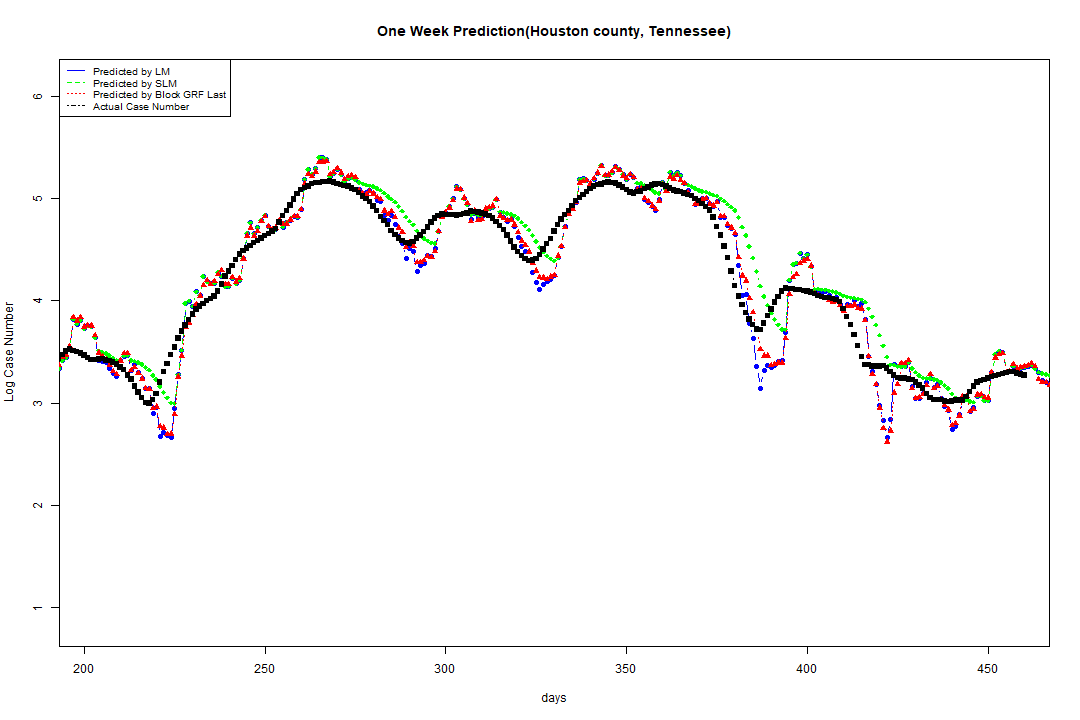 One Week Prediction(Houston county, Tennessee)
Predicted by LM
Predicted by SLM
Predicted by Block GRF Last
Actual Case Number
6
5
4
3
2
1
Log Case Number
200 250 300 350 400 450
days